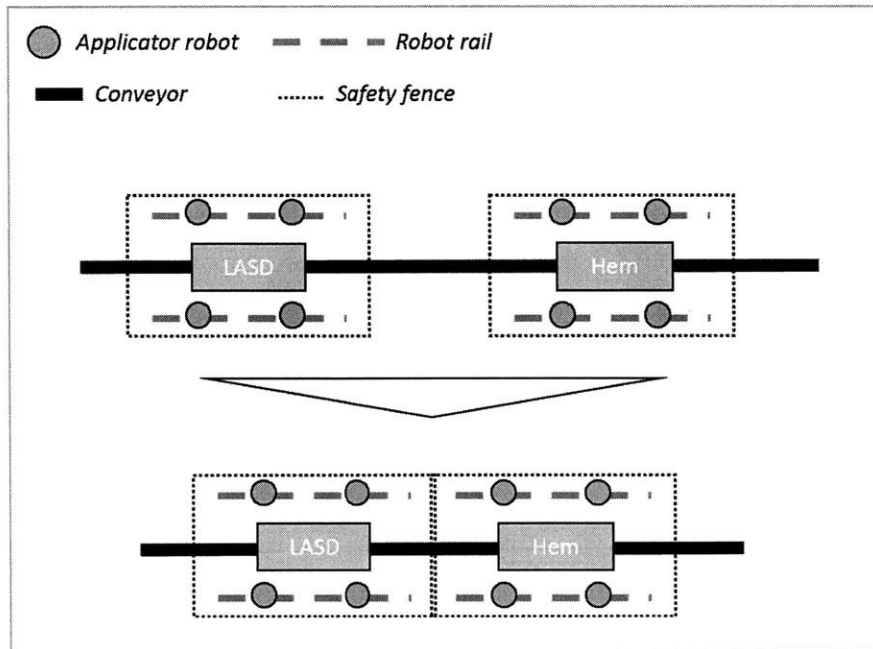 Applicator robot
Robot rail
Conveyor
Safety fence
LASD
Hem
LASD
Hem